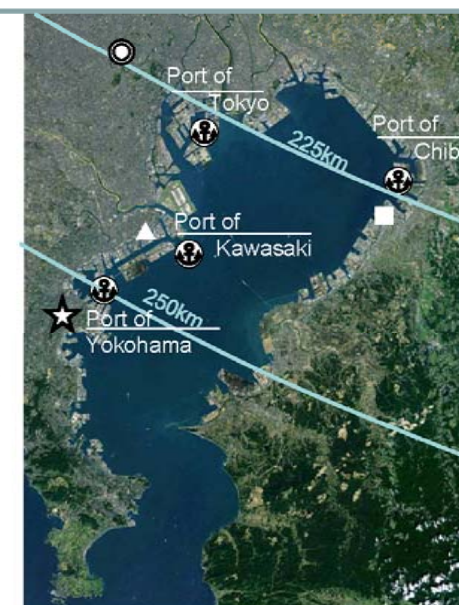 Port of
Tokyo
225km
Port of
Chib
Port of
Kawasaki
250km
Port of
Yokohama